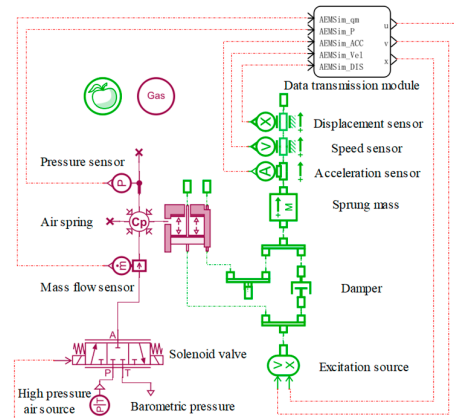 AEMSim_qm
AEMSim_P
AEMSim_ACC
AEMSim_Vel
AEMSim_DIS
u
v
x
Data transmission module
Gas
X
Displacement sensor
V
Speed sensor
A
Acceleration sensor
Pressure sensor
P
M
Sprung mass
Air spring
Cp
Mass flow sensor
Damper
A
Solenoid valve
P T
V
X
Excitation source
High pressure
air source
P/T
Barometric pressure